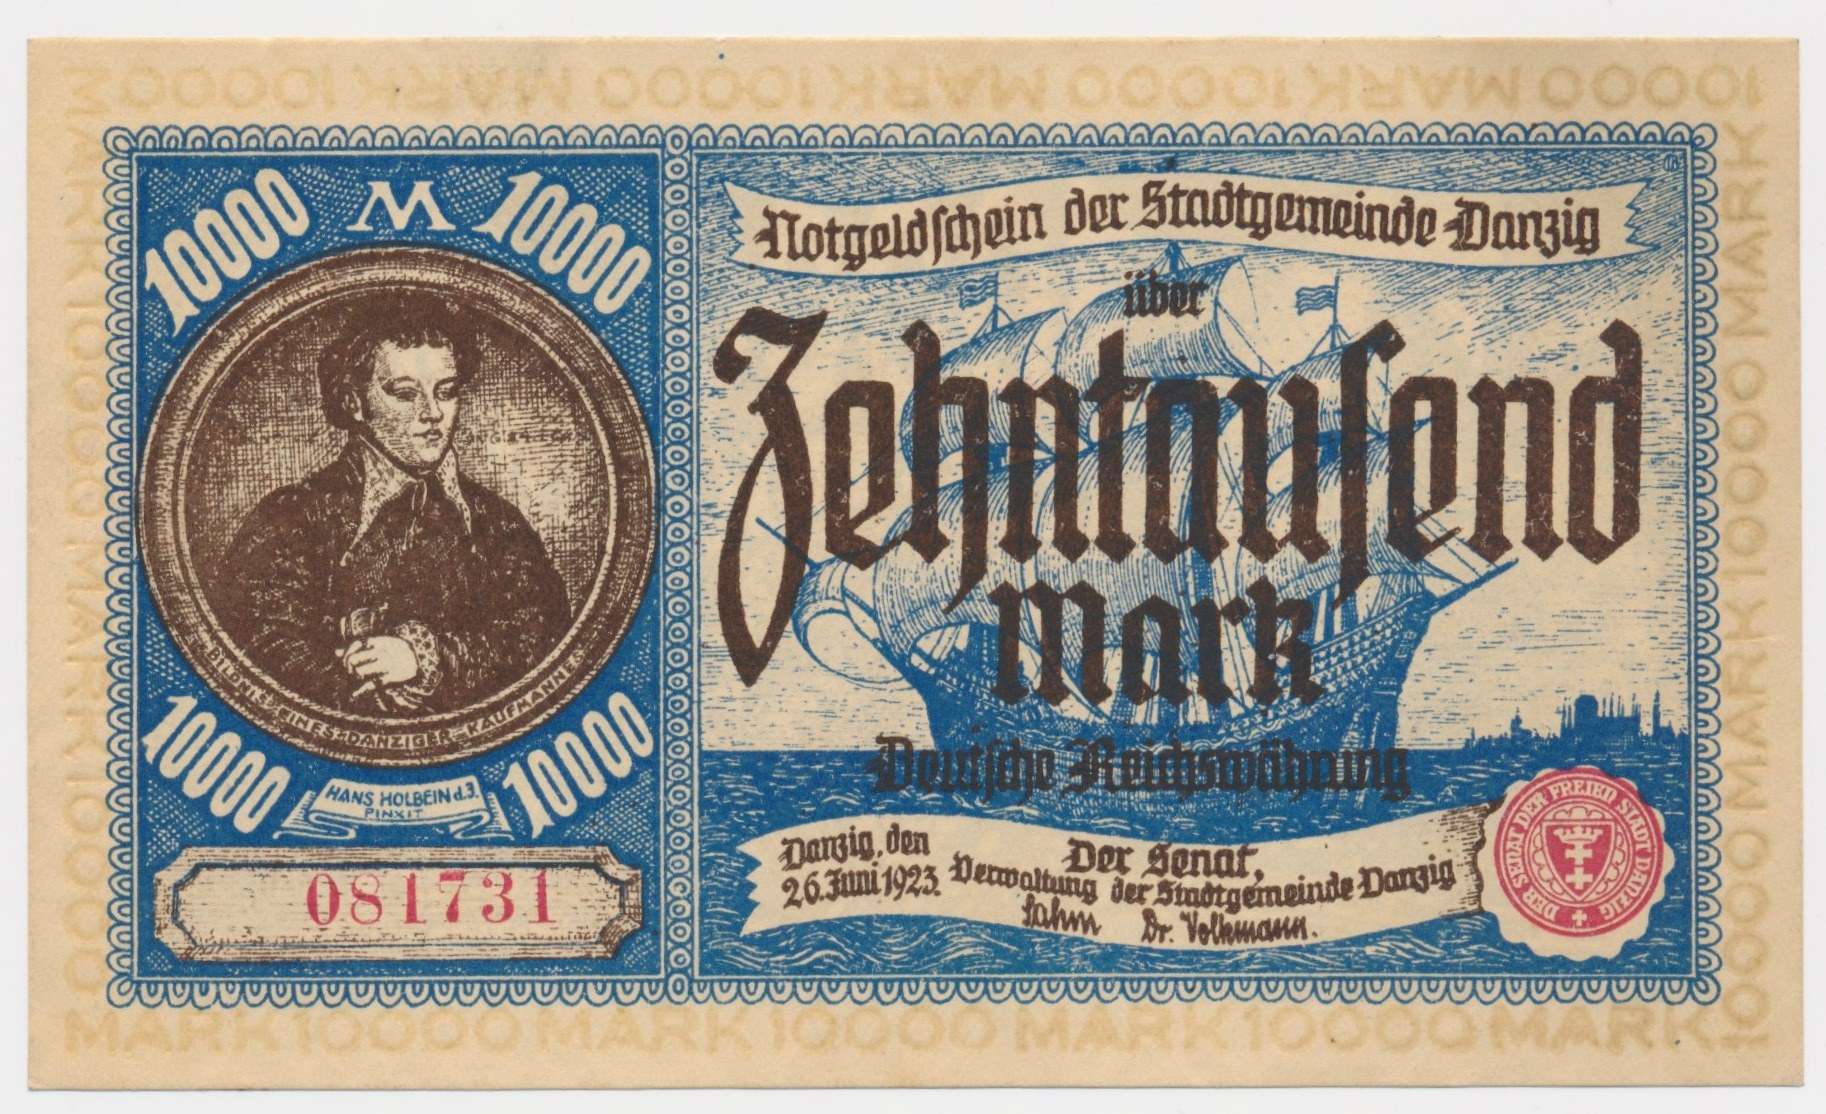 10000 MARK 10000 MARK 10000 MARK 10000 MARK
10000 M 10000
BILDNIS EINES DANZIGER KAUFMANNES
10000 10000
HANS HOLBEIN d.J.
PINXIT
081731
Notgeldschein der Stadtgemeinde Danzig
über
Zehntausend
Mark
Deutsche Reichswährung
Danzig, den
26. Juni 1923.
Der Senat,
Verwaltung der Stadtgemeinde Danzig
Sahm Dr. Volkmann.
DER SENAT DER FREIEN STADT DANZIG
MARK 10000 MARK 10000 MARK 10000 MARK